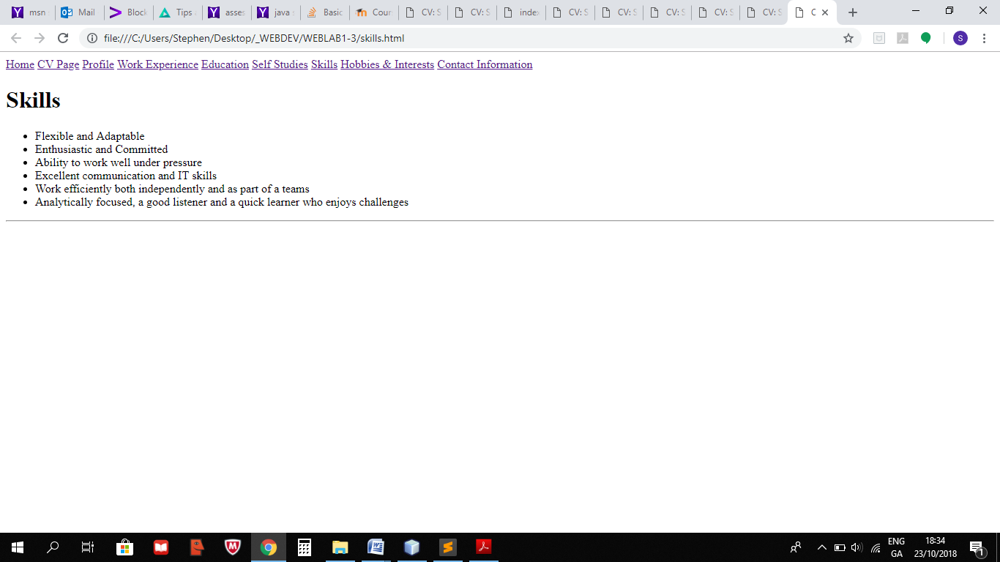 msn Mail Block Tips asses java Basic Cour CV: S CV: S index CV: S CV: S CV: S CV: S CV: S C
file:///C:/Users/Stephen/Desktop/_WEBDEV/WEBLAB1-3/skills.html S
Home CV Page Profile Work Experience Education Self Studies Skills Hobbies & Interests Contact Information
Skills
• Flexible and Adaptable
• Enthusiastic and Committed
• Ability to work well under pressure
• Excellent communication and IT skills
• Work efficiently both independently and as part of a teams
• Analytically focused, a good listener and a quick learner who enjoys challenges
ENG 18:34
GA 23/10/2018 1